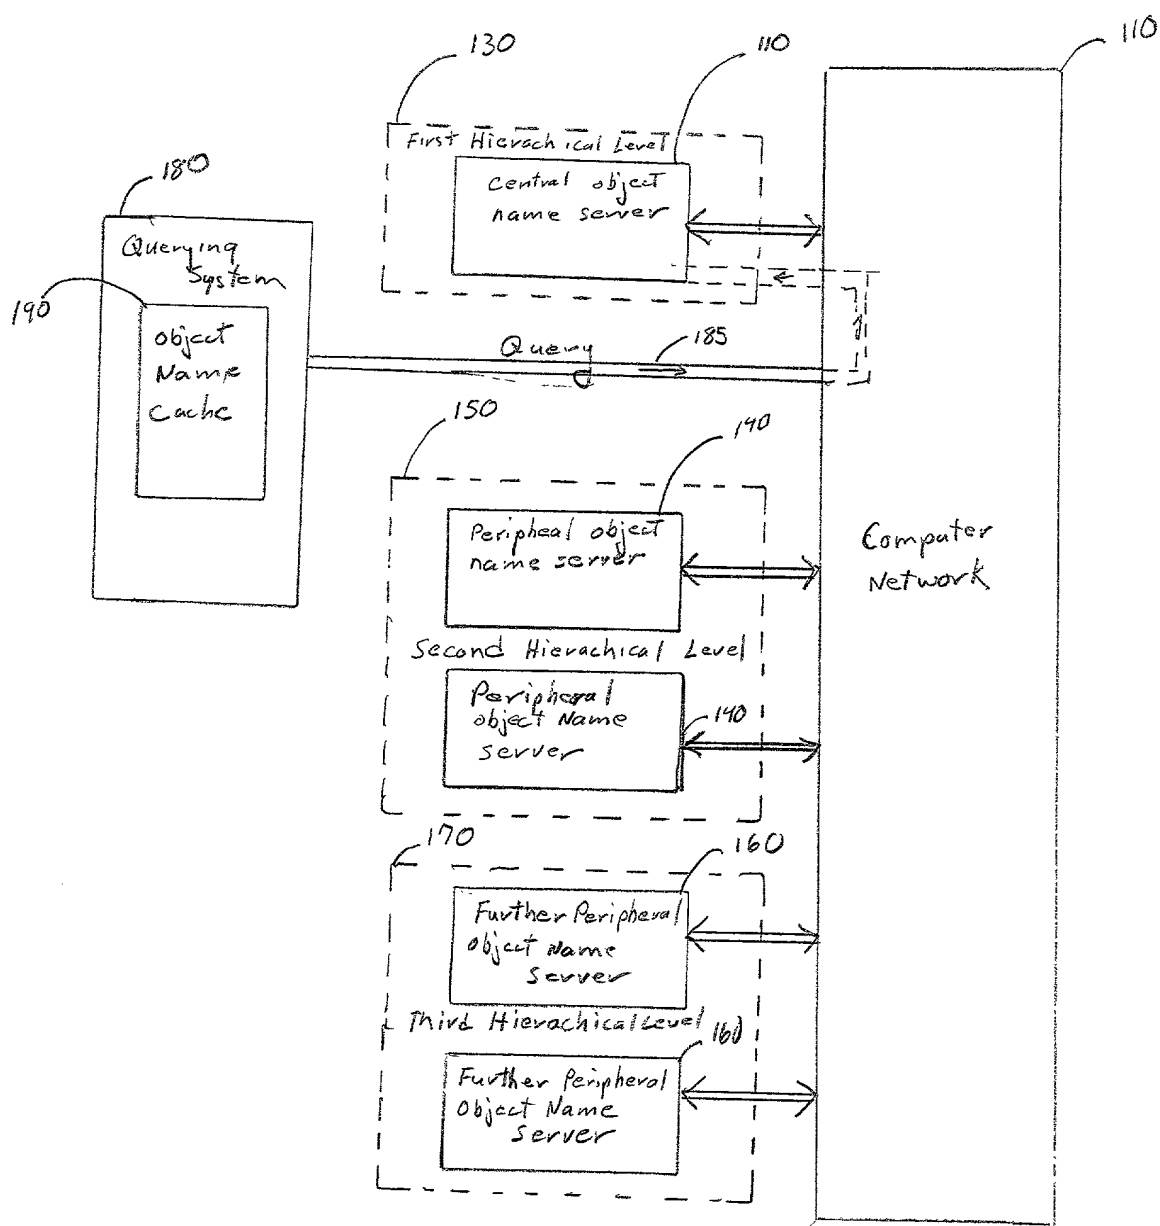 130
110
110
First Hierachical Level
Central object
name server
180
Querying
System
190
Object
Name
Cache
Query
185
150
140
Peripheal object
name server
Computer
Network
Second Hierachical Level
Peripheral
object Name
server
140
170
160
Further Peripheral
Object Name
Server
Third Hierachical Level
160
Further Peripheral
Object Name
Server